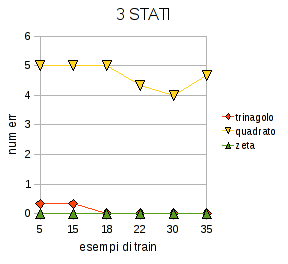 3 STATI
6
5
4
3
2
1
0
num err
5 15 18 22 30 35
esempi di train
trinagolo
quadrato
zeta